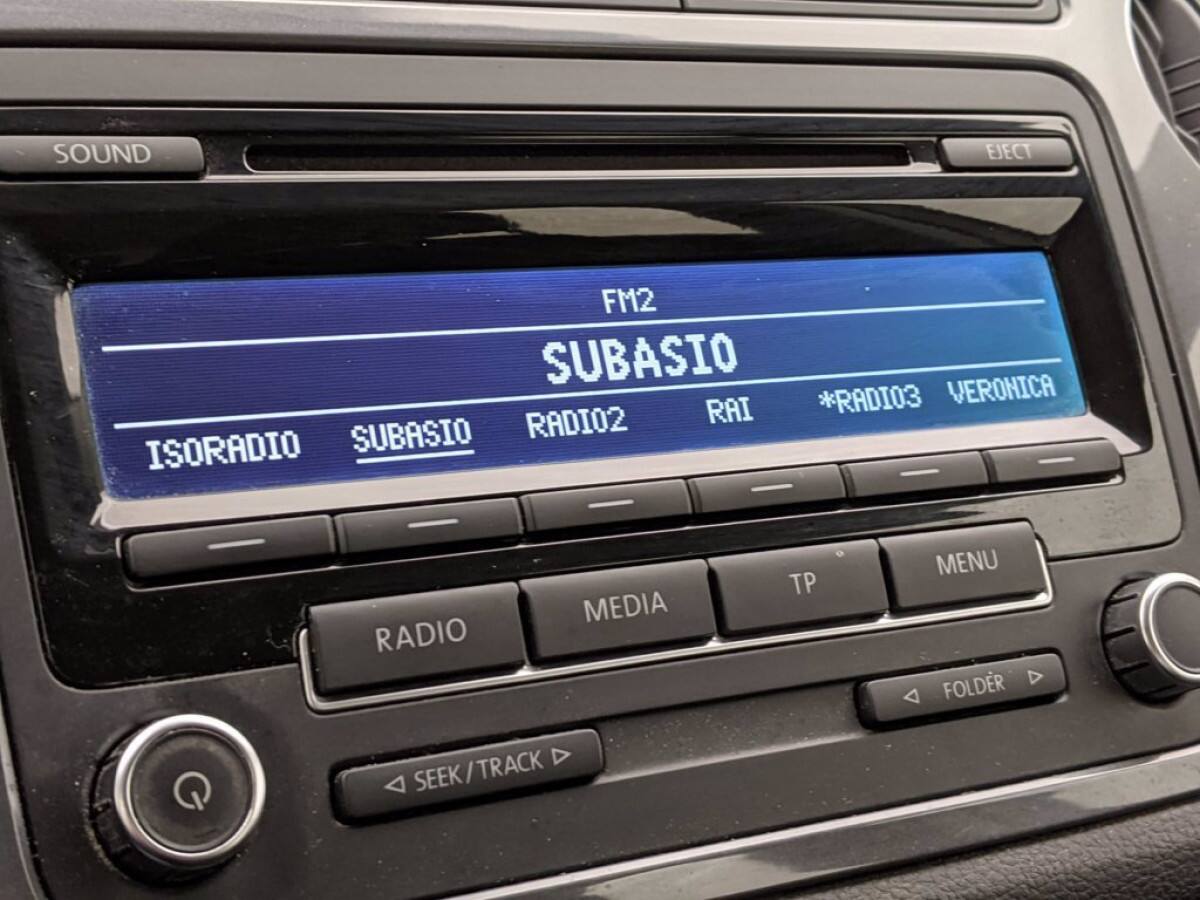 SOUND EJECT
FM2
SUBASIO
ISORADIO SUBASIO RADIO2 RAI *RADIO3 VERONICA
RADIO MEDIA TP MENU
◁ SEEK/TRACK ▷ ◁ FOLDER ▷